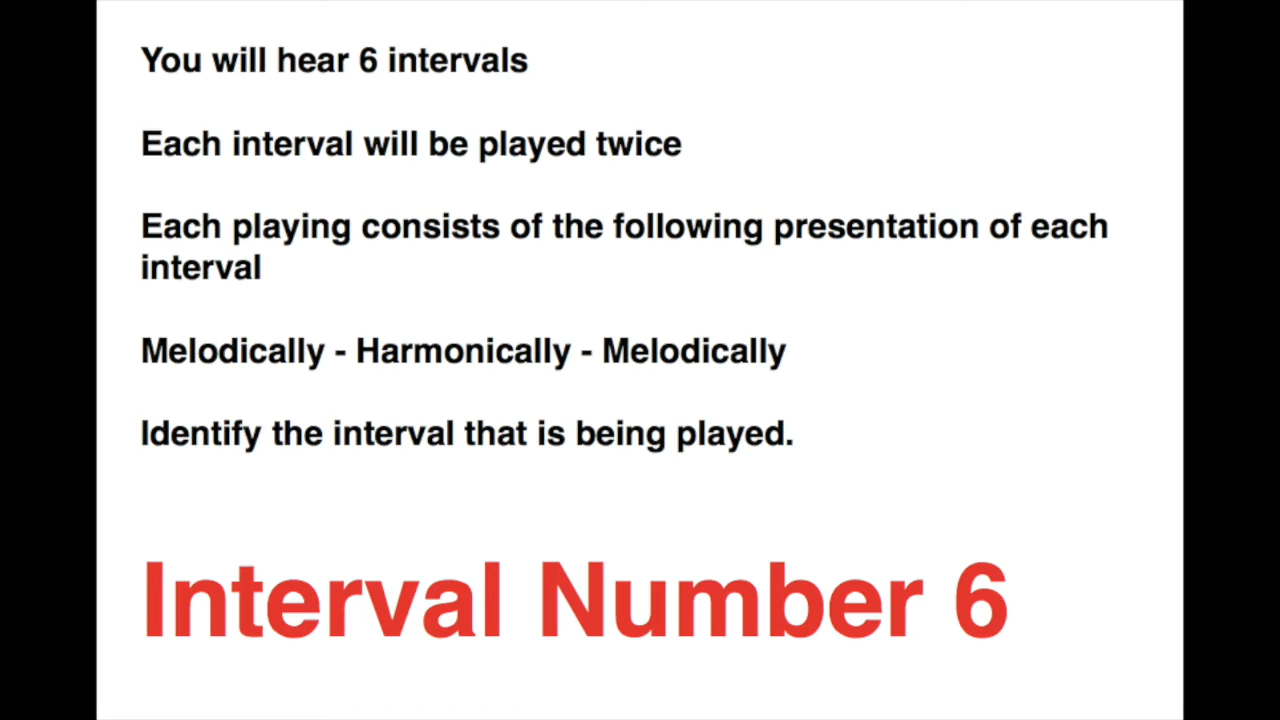 You will hear 6 intervals
Each interval will be played twice
Each playing consists of the following presentation of each
interval
Melodically - Harmonically - Melodically
Identify the interval that is being played.
Interval Number 6